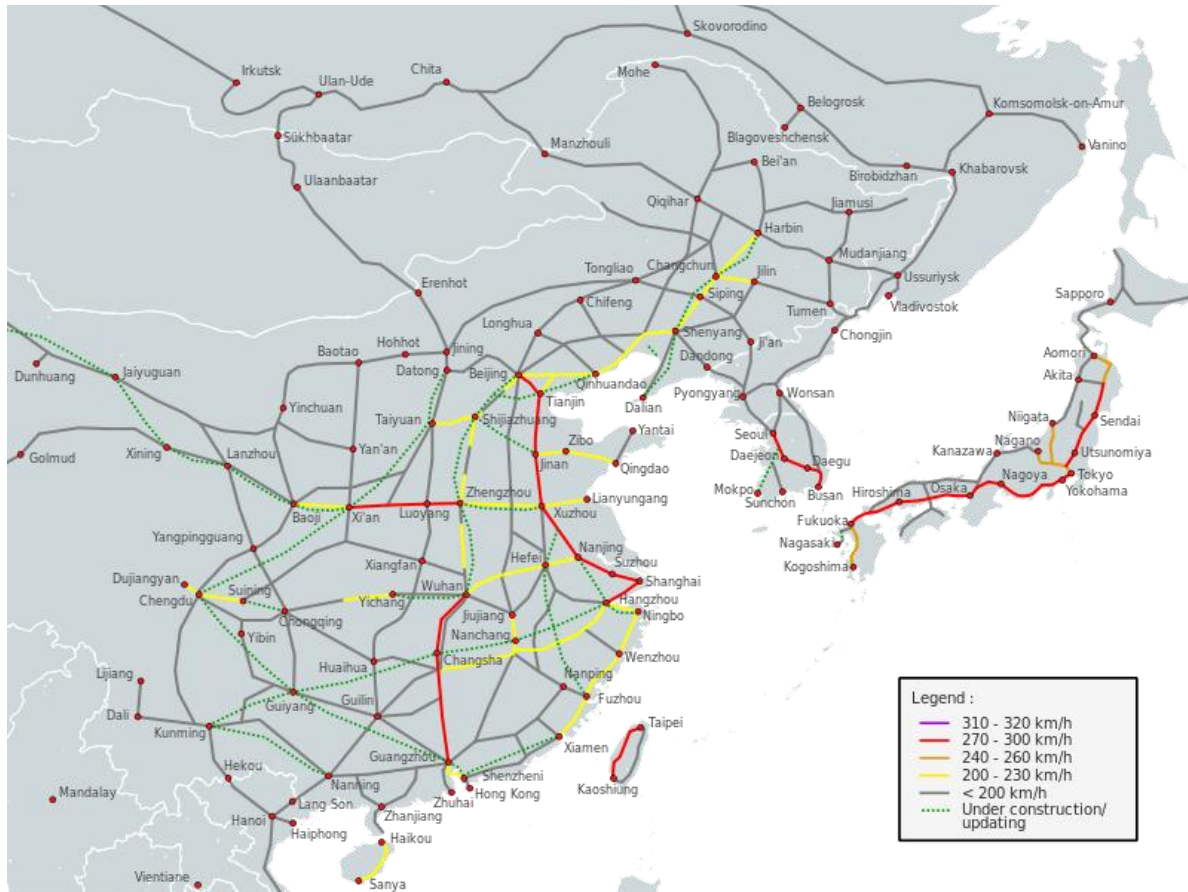 Skovorodino
Irkutsk
Ulan-Ude
Chita
Mohe
Belogrosk
Komsomolsk-on-Amur
Sükhbaatar
Blagoveshchensk
Vanino
Manzhouli
Bei'an
Birobidzhan
Khabarovsk
Ulaanbaatar
Qiqihar
Jiamusi
Harbin
Mudanjiang
Erenhot
Tongliao
Changchun
Jilin
Ussuriysk
Chifeng
Siping
Tumen
Vladivostok
Sapporo
Longhua
Shenyang
Chongjin
Hohhot
Jining
Ji'an
Baotao
Dandong
Aomori
Dunhuang
Jaiyuguan
Datong
Beijing
Qinhuandao
Akita
Tianjin
Dalian
Pyongyang
Wonsan
Yinchuan
Taiyuan
Shijiazhuang
Niigata
Sendai
Yan'an
Zibo
Yantai
Seoul
Nagano
Golmud
Xining
Lanzhou
Jinan
Qingdao
Daejeon
Daegu
Kanazawa
Utsunomiya
Nagoya
Tokyo
Zhengzhou
Lianyungang
Mokpo
Sunchon
Busan
Hiroshima
Osaka
Yokohama
Baoji
Xi'an
Luoyang
Xuzhou
Fukuoka
Yangpingguang
Nanjing
Nagasaki
Xiangfan
Hefei
Suzhou
Kogoshima
Dujiangyan
Shanghai
Chengdu
Suining
Yichang
Wuhan
Hangzhou
Chongqing
Jiujiang
Ningbo
Yibin
Nanchang
Huaihua
Changsha
Wenzhou
Lijiang
Nanping
Guiyang
Guilin
Fuzhou
Dali
Kunming
Xiamen
Taipei
Guangzhou
Hekou
Nanning
Shenzheni
Kaoshiung
Zhuhai
Hong Kong
Mandalay
Lang Son
Zhanjiang
Hanoi
Haiphong
Haikou
Vientiane
Sanya
Legend :
310 - 320 km/h
270 - 300 km/h
240 - 260 km/h
200 - 230 km/h
< 200 km/h
Under construction/
updating